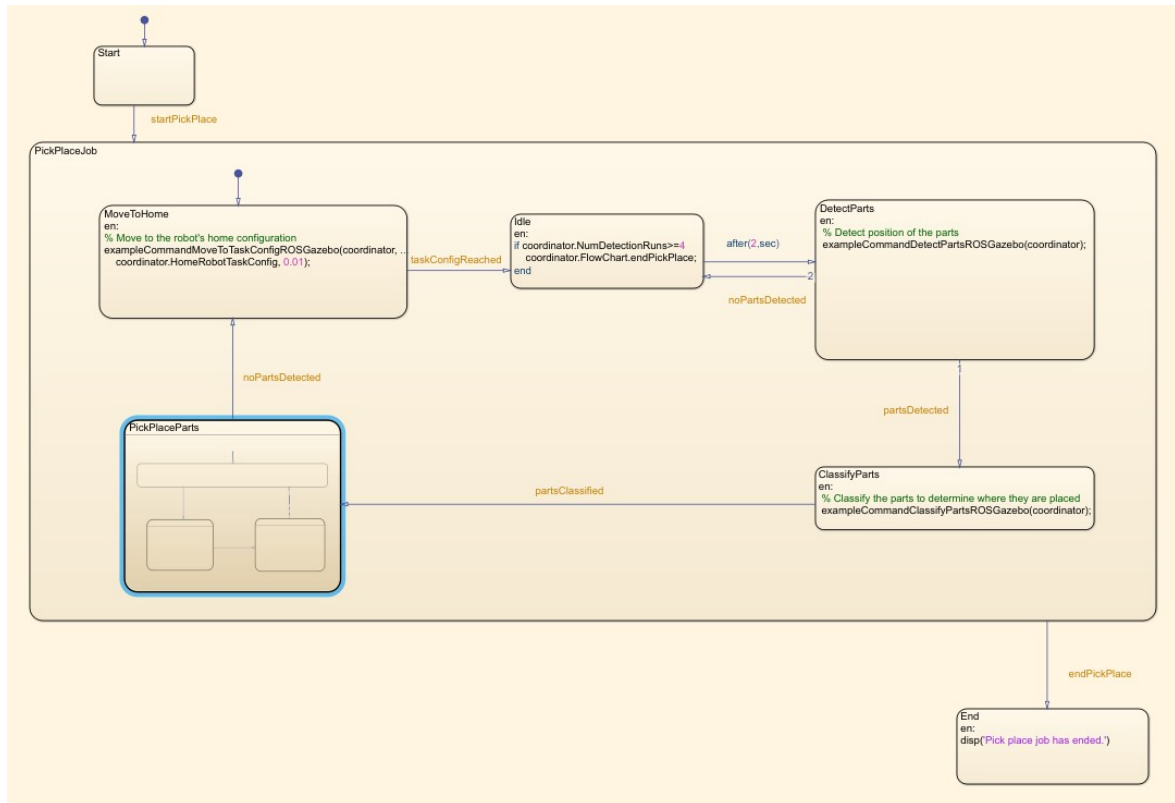 Start
startPickPlace
PickPlaceJob
MoveToHome
en:
% Move to the robot's home configuration
exampleCommandMoveToTaskConfigROSGazebo(coordinator, ...
coordinator.HomeRobotTaskConfig, 0.01);
taskConfigReached
Idle
en:
if coordinator.NumDetectionRuns>=4
coordinator.FlowChart.endPickPlace;
end
after(2,sec)
2
noPartsDetected
DetectParts
en:
% Detect position of the parts
exampleCommandDetectPartsROSGazebo(coordinator);
1
partsDetected
noPartsDetected
PickPlaceParts
partsClassified
ClassifyParts
en:
% Classify the parts to determine where they are placed
exampleCommandClassifyPartsROSGazebo(coordinator);
endPickPlace
End
en:
disp('Pick place job has ended.')